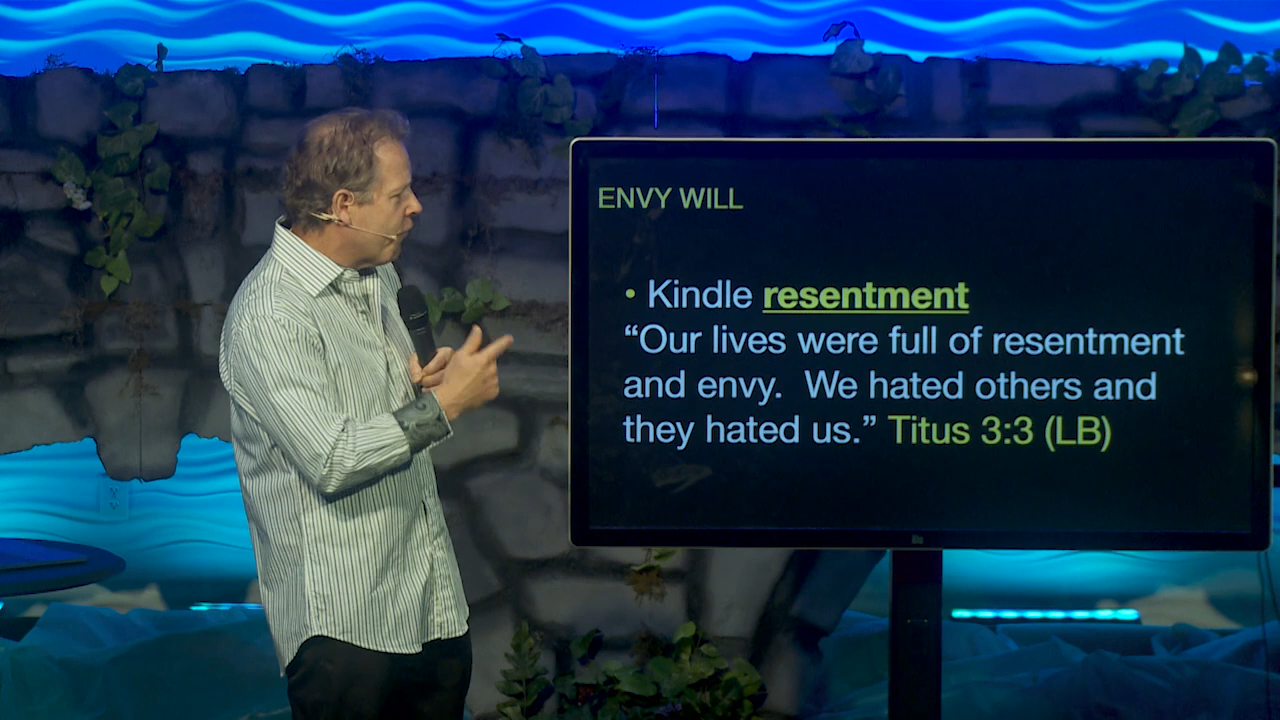 ENVY WILL
• Kindle resentment
“Our lives were full of resentment
and envy.  We hated others and
they hated us.” Titus 3:3 (LB)